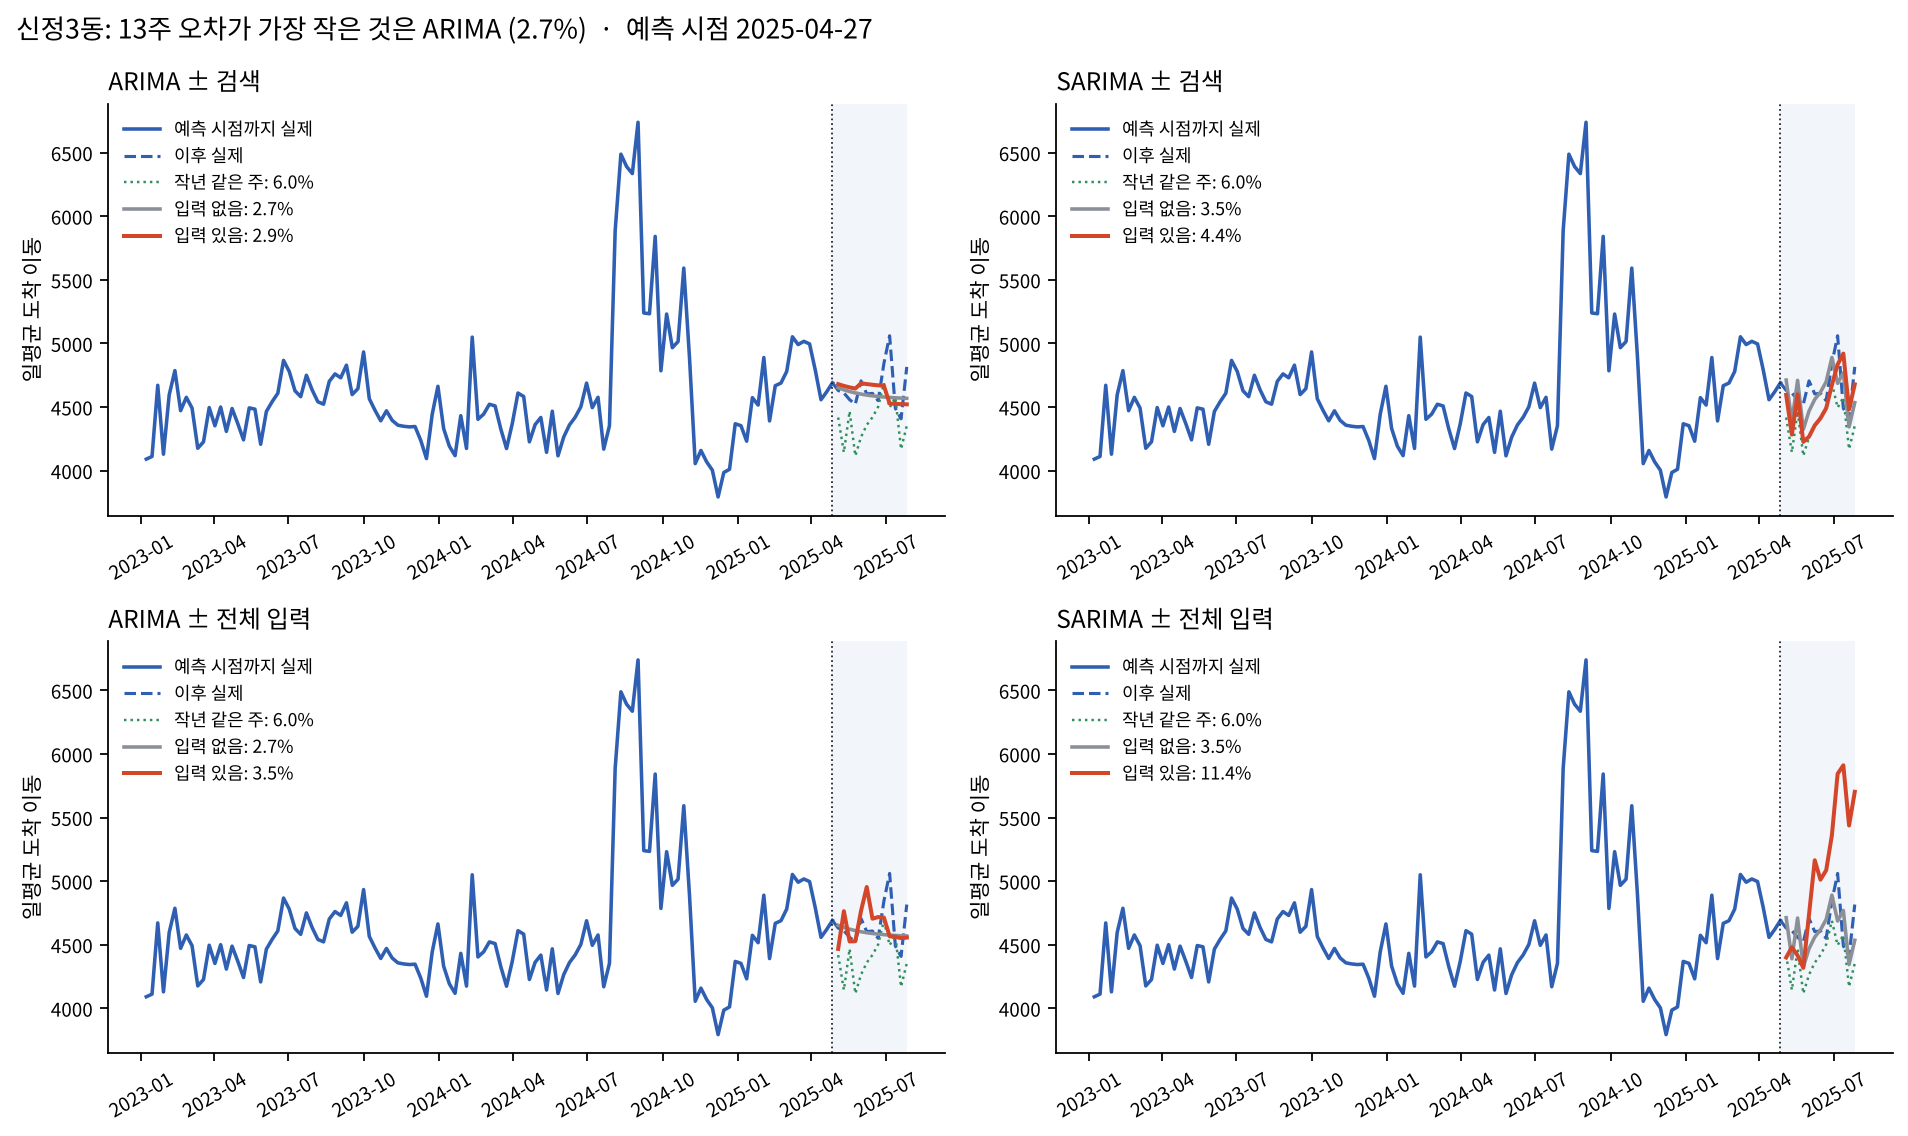 신정3동: 13주 오차가 가장 작은 것은 ARIMA (2.7%) · 예측 시점 2025-04-27
ARIMA ± 검색
예측 시점까지 실제
이후 실제
작년 같은 주: 6.0%
입력 없음: 2.7%
입력 있음: 2.9%
일평균 도착 이동
6500
6000
5500
5000
4500
4000
2023-01
2023-04
2023-07
2023-10
2024-01
2024-04
2024-07
2024-10
2025-01
2025-04
2025-07
SARIMA ± 검색
예측 시점까지 실제
이후 실제
작년 같은 주: 6.0%
입력 없음: 3.5%
입력 있음: 4.4%
일평균 도착 이동
6500
6000
5500
5000
4500
4000
2023-01
2023-04
2023-07
2023-10
2024-01
2024-04
2024-07
2024-10
2025-01
2025-04
2025-07
ARIMA ± 전체 입력
예측 시점까지 실제
이후 실제
작년 같은 주: 6.0%
입력 없음: 2.7%
입력 있음: 3.5%
일평균 도착 이동
6500
6000
5500
5000
4500
4000
2023-01
2023-04
2023-07
2023-10
2024-01
2024-04
2024-07
2024-10
2025-01
2025-04
2025-07
SARIMA ± 전체 입력
예측 시점까지 실제
이후 실제
작년 같은 주: 6.0%
입력 없음: 3.5%
입력 있음: 11.4%
일평균 도착 이동
6500
6000
5500
5000
4500
4000
2023-01
2023-04
2023-07
2023-10
2024-01
2024-04
2024-07
2024-10
2025-01
2025-04
2025-07